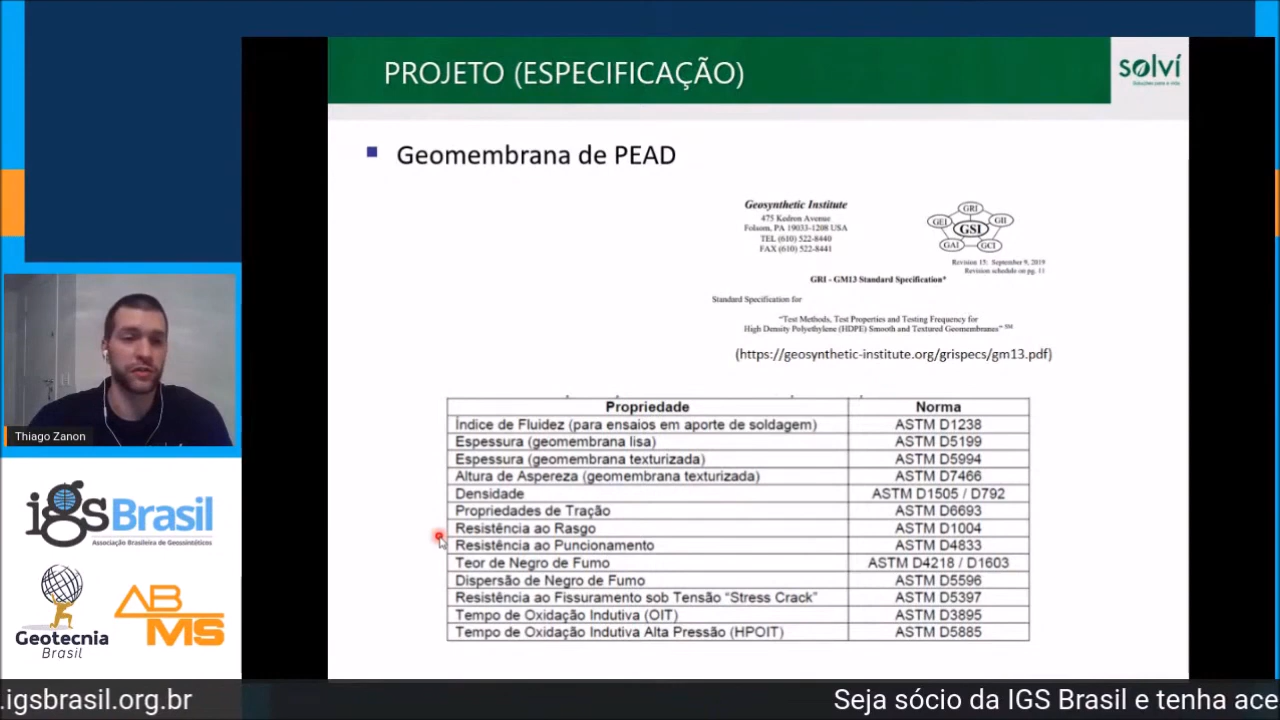 PROJETO (ESPECIFICAÇÃO)
solví
Soluções para a vida
Geomembrana de PEAD
Geosynthetic Institute
475 Kedron Avenue
Folsom, PA 19033-1208 USA
TEL (610) 522-8440
FAX (610) 522-8441
GRI
GEI
GII
GSI
GAI
GCI
Revision 15: September 9, 2019
Revision schedule on pg. 11
GRI - GM13 Standard Specification*
Standard Specification for
“Test Methods, Test Properties and Testing Frequency for
High Density Polyethylene (HDPE) Smooth and Textured Geomembranes” SM
(https://geosynthetic-institute.org/grispecs/gm13.pdf)
Propriedade Norma
Índice de Fluidez (para ensaios em aporte de soldagem) ASTM D1238
Espessura (geomembrana lisa) ASTM D5199
Espessura (geomembrana texturizada) ASTM D5994
Altura de Aspereza (geomembrana texturizada) ASTM D7466
Densidade ASTM D1505 / D792
Propriedades de Tração ASTM D6693
Resistência ao Rasgo ASTM D1004
Resistência ao Puncionamento ASTM D4833
Teor de Negro de Fumo ASTM D4218 / D1603
Dispersão de Negro de Fumo ASTM D5596
Resistência ao Fissuramento sob Tensão “Stress Crack” ASTM D5397
Tempo de Oxidação Indutiva (OIT) ASTM D3895
Tempo de Oxidação Indutiva Alta Pressão (HPOIT) ASTM D5885
Thiago Zanon
igsBrasil
Associação Brasileira de Geossintéticos
Geotecnia
Brasil
ABMS
.igsbrasil.org.br
Seja sócio da IGS Brasil e tenha ace